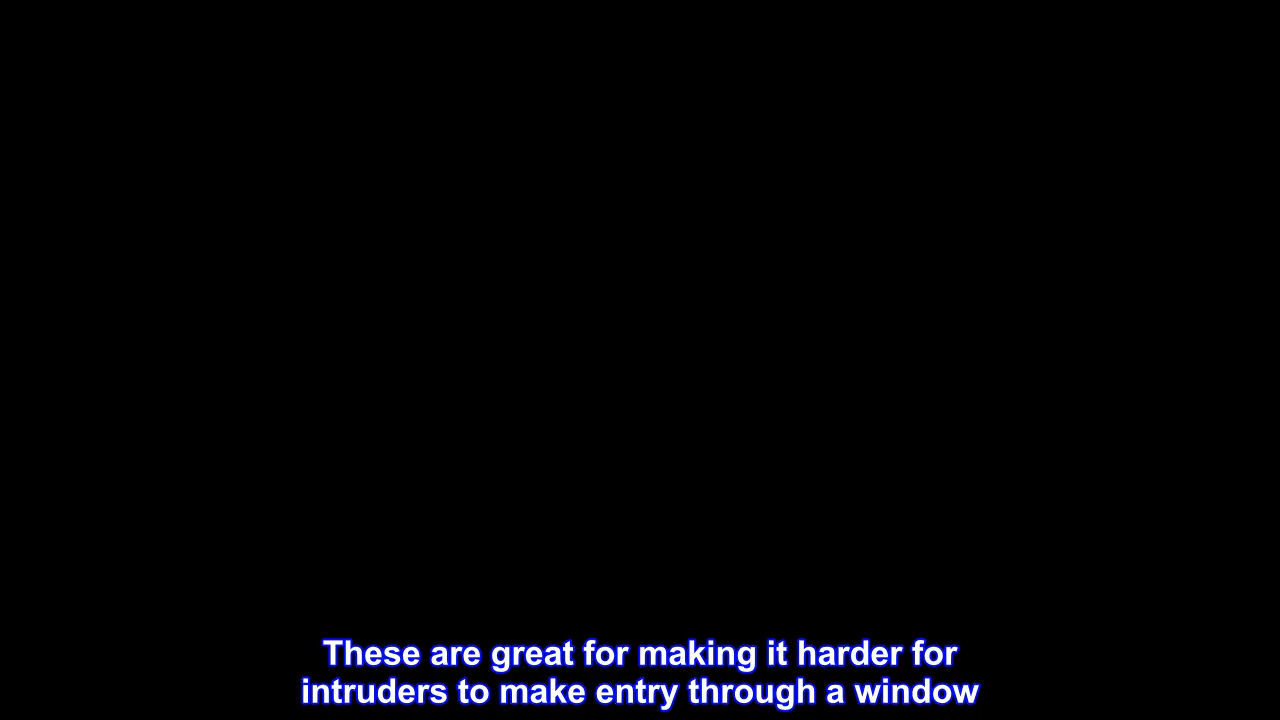 These are great for making it harder for
intruders to make entry through a window